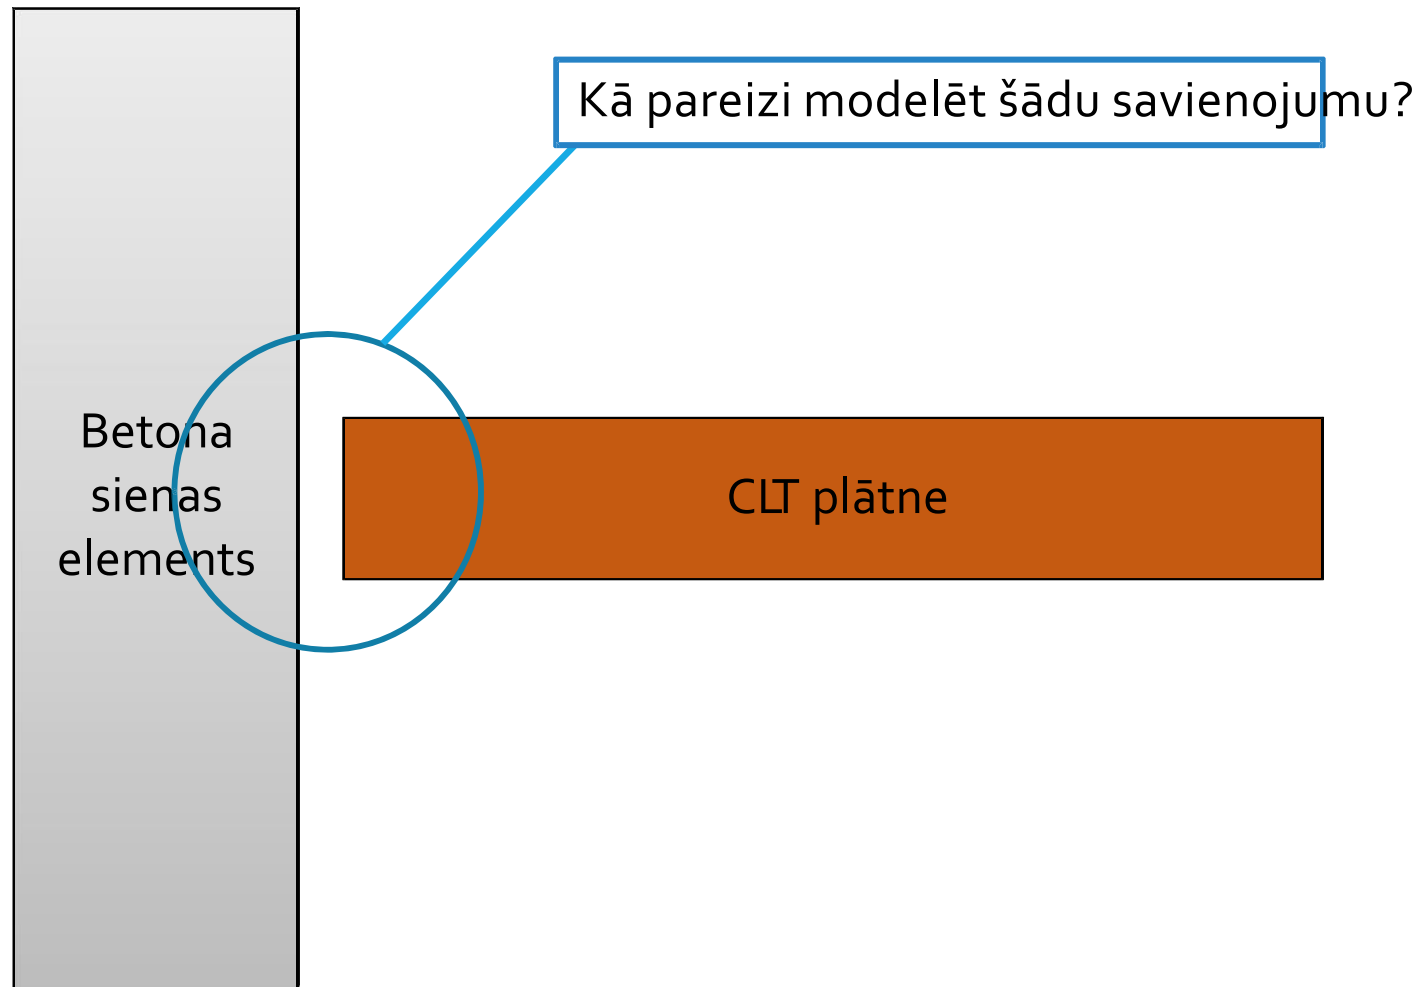 Kā pareizi modelēt šādu savienojumu?
Betona
sienas
elements
CLT plātne